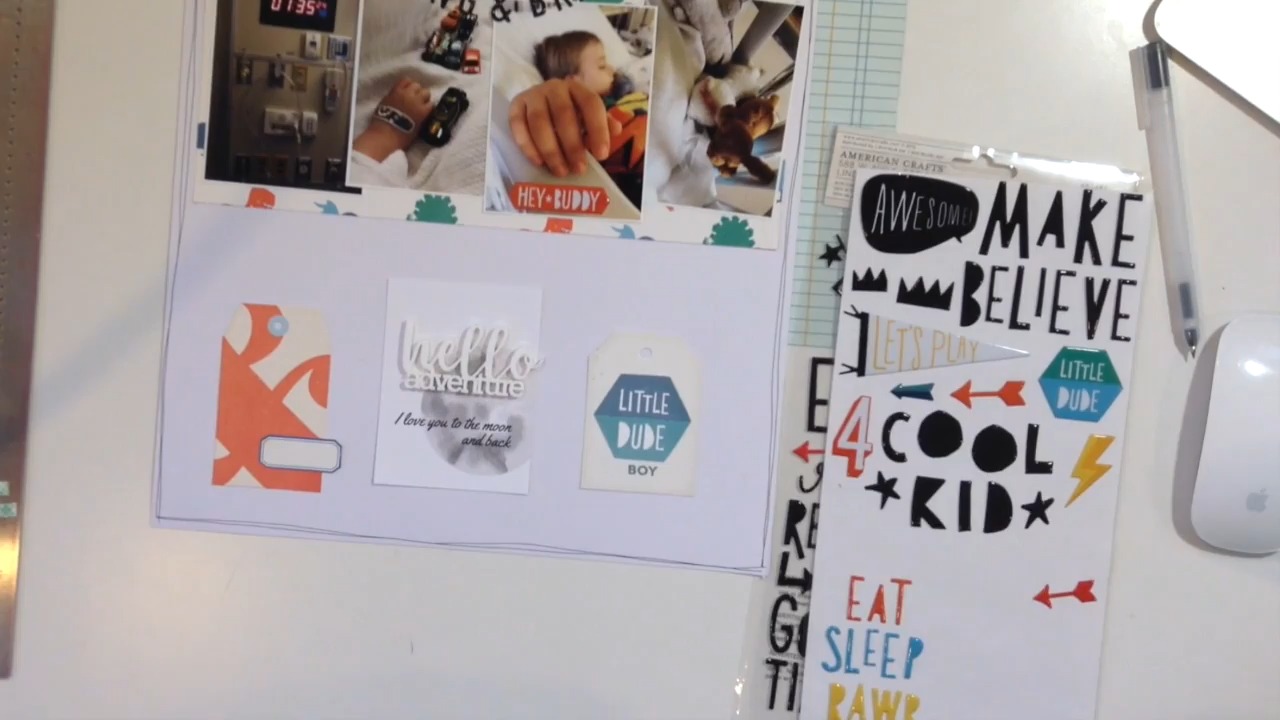 0135
HEY★BUDDY
hello
adventure
I love you to the moon
and back
LITTLE
DUDE
BOY
AMERICAN CRAFTS
AWESOME!
MAKE
BELIEVE
LET'S PLAY
LITTLE
DUDE
4
COOL
KID
EAT
SLEEP
RAWR